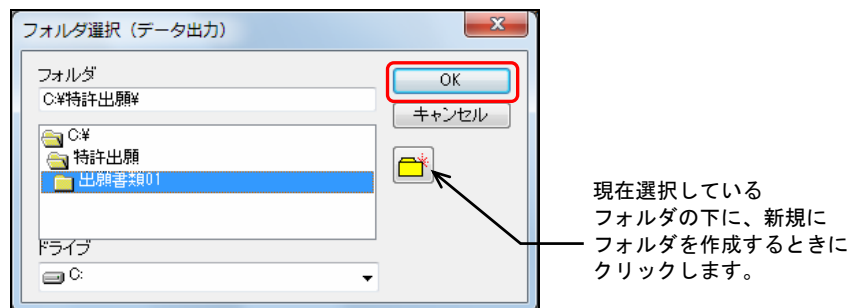 フォルダ選択（データ出力）
フォルダ
C:¥特許出願¥
OK
キャンセル
C:¥
特許出願
出願書類01
ドライブ
C:
現在選択している
フォルダの下に、新規に
フォルダを作成するときに
クリックします。